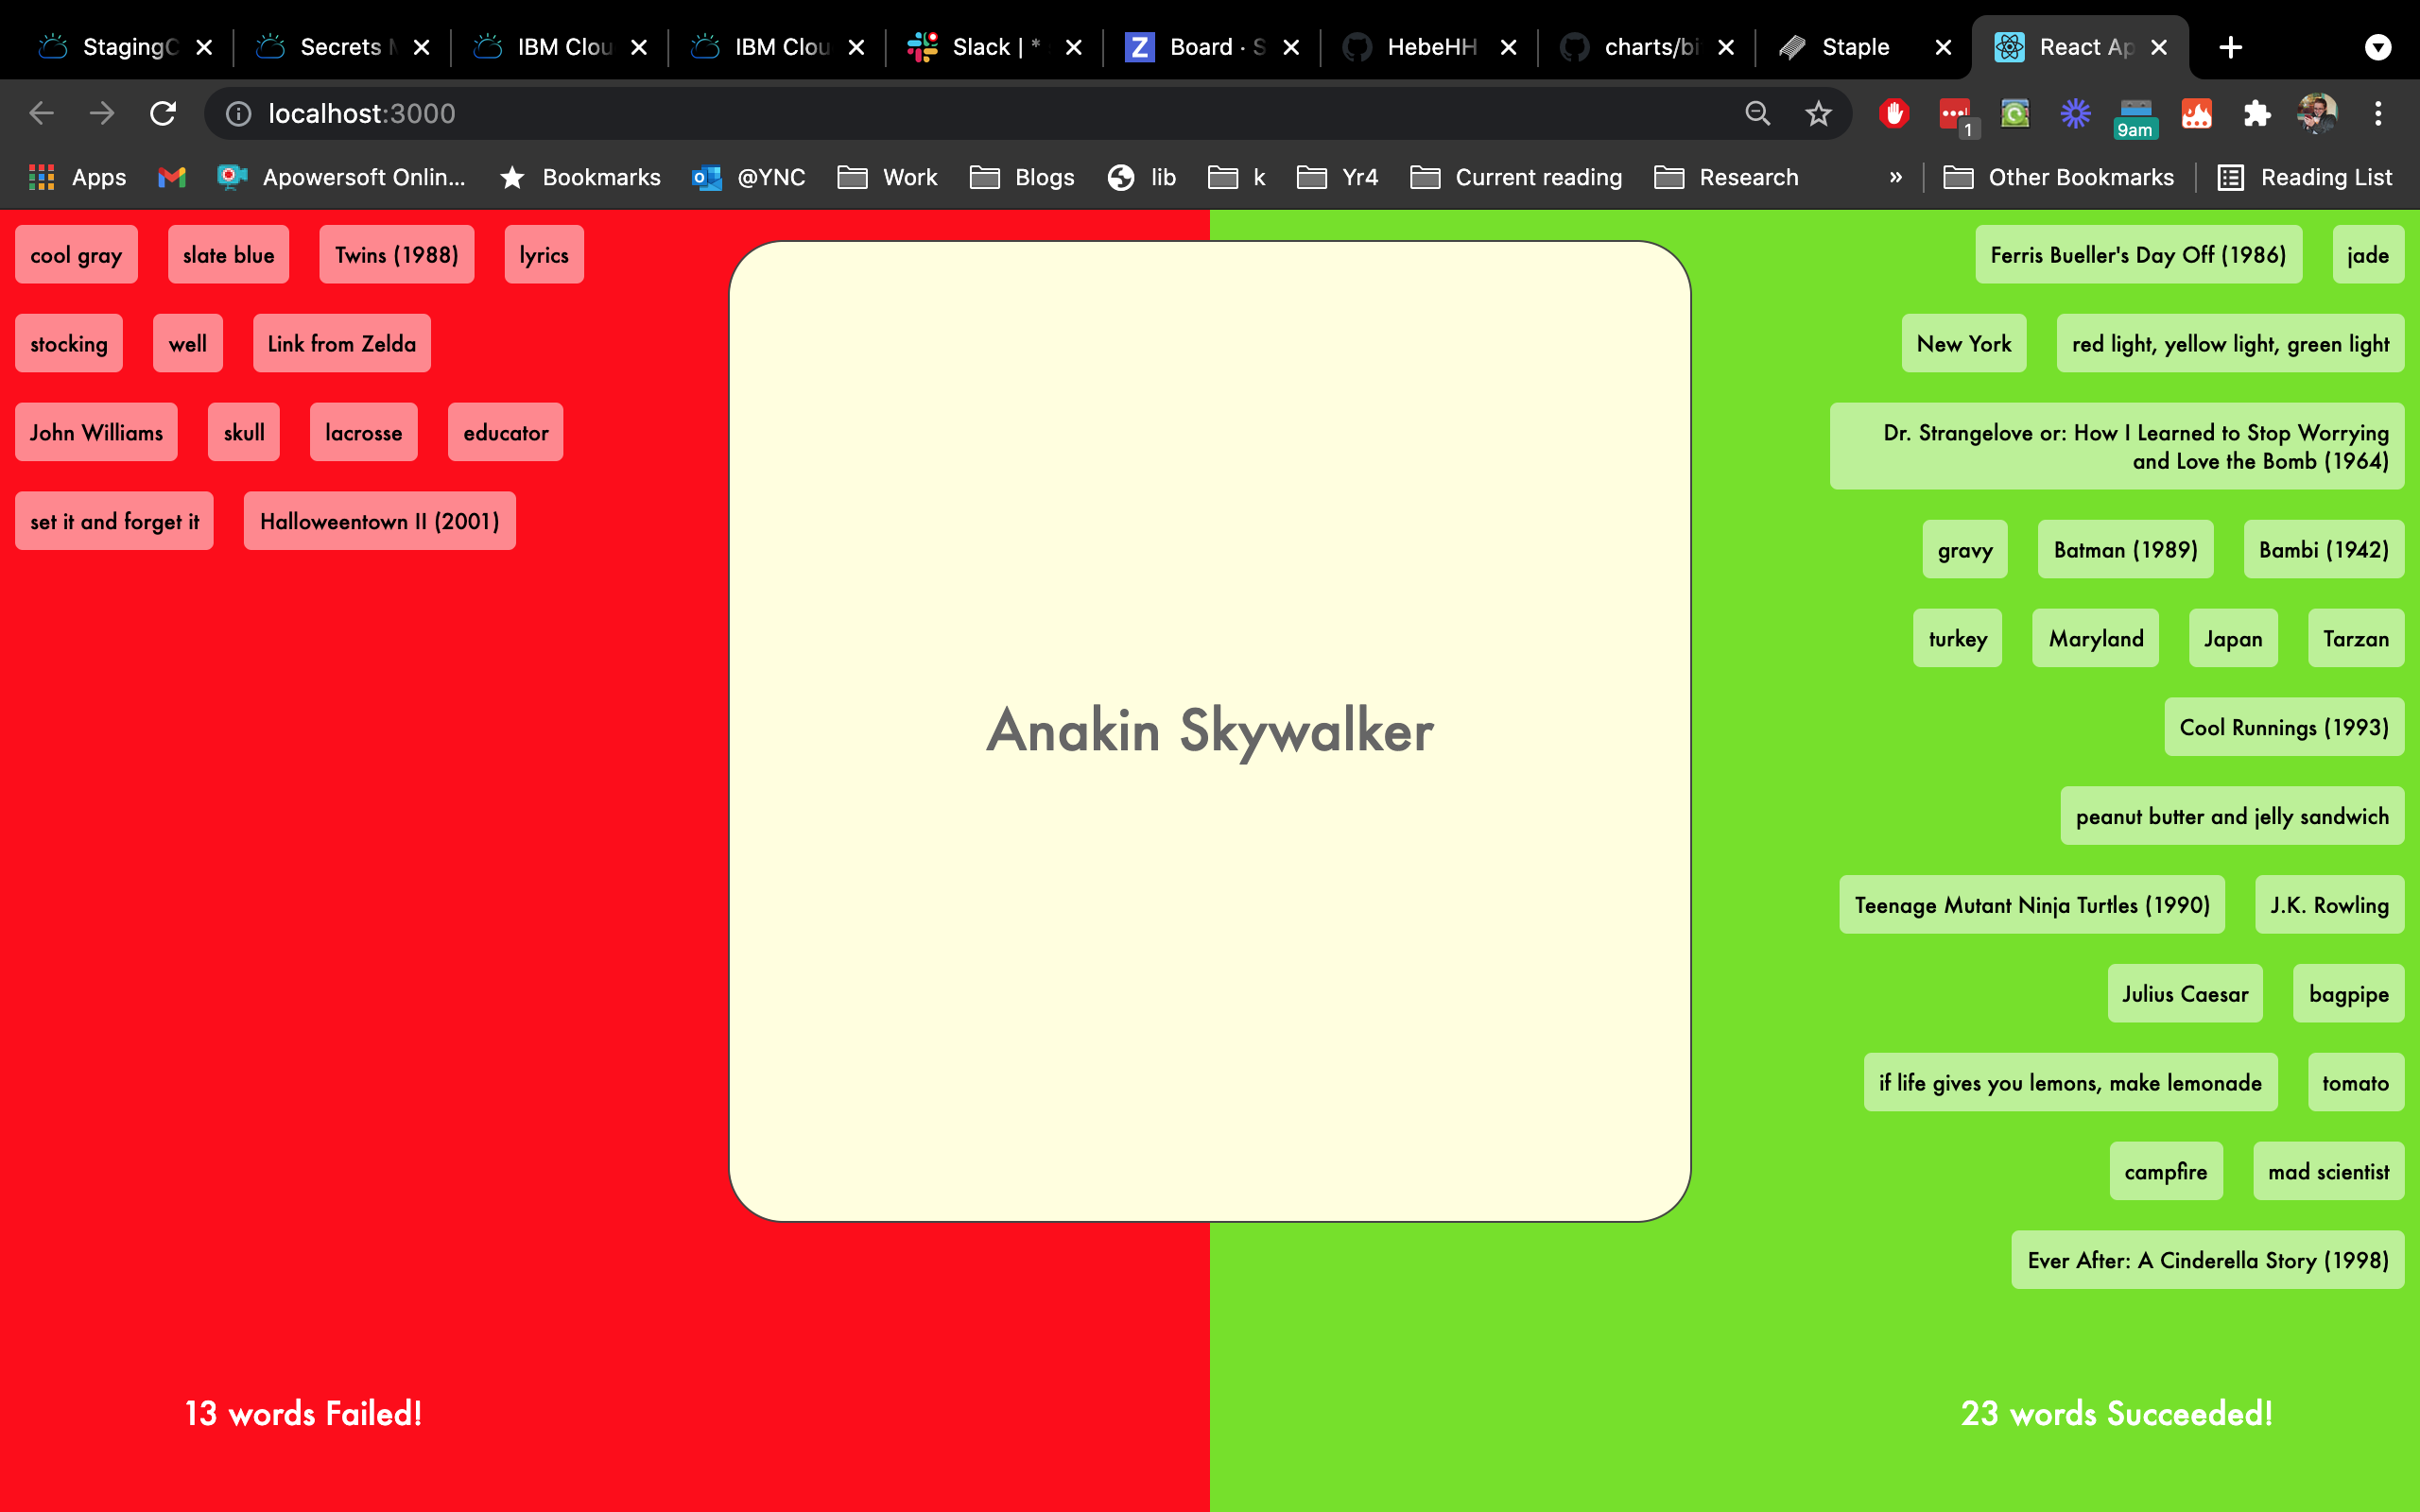 StagingC
Secrets M
IBM Clou
IBM Clou
Slack | *
Board · S
HebeHH
charts/bi
Staple
React Ap
localhost:3000
1
9am
Apps
Apowersoft Onlin...
Bookmarks
@YNC
Work
Blogs
lib
k
Yr4
Current reading
Research
»
Other Bookmarks
Reading List
cool gray
slate blue
Twins (1988)
lyrics
stocking
well
Link from Zelda
John Williams
skull
lacrosse
educator
set it and forget it
Halloweentown II (2001)
13 words Failed!
Anakin Skywalker
Ferris Bueller's Day Off (1986)
jade
New York
red light, yellow light, green light
Dr. Strangelove or: How I Learned to Stop Worrying
and Love the Bomb (1964)
gravy
Batman (1989)
Bambi (1942)
turkey
Maryland
Japan
Tarzan
Cool Runnings (1993)
peanut butter and jelly sandwich
Teenage Mutant Ninja Turtles (1990)
J.K. Rowling
Julius Caesar
bagpipe
if life gives you lemons, make lemonade
tomato
campfire
mad scientist
Ever After: A Cinderella Story (1998)
23 words Succeeded!